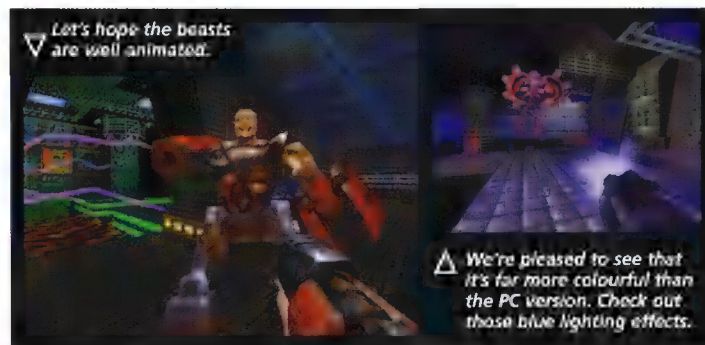 Let's hope the beasts
are well animated.
We're pleased to see that
it's far more colourful than
the PC version. Check out
those blue lighting effects.